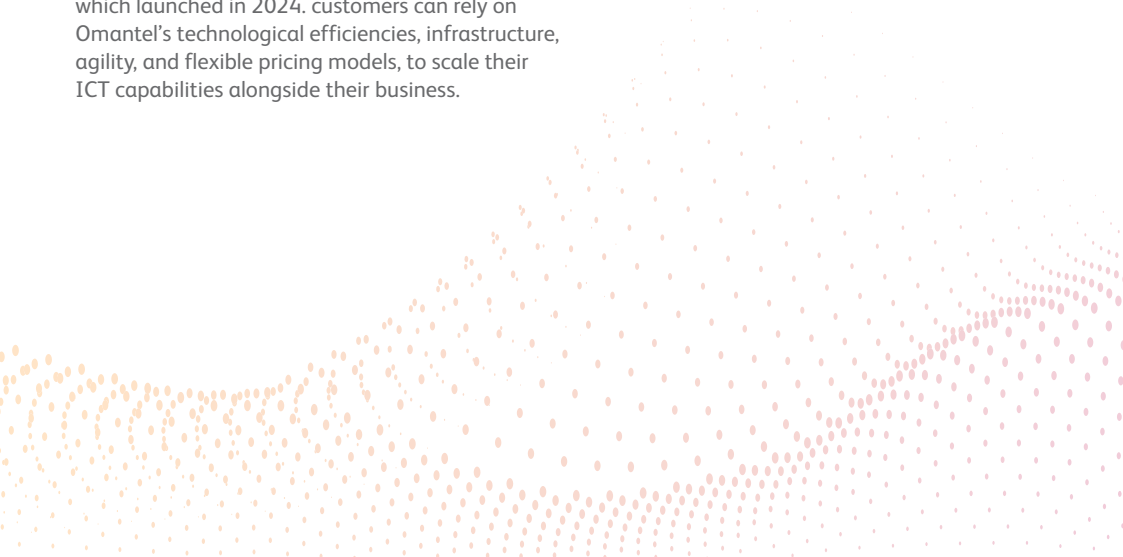 which launched in 2024. customers can rely on
Omantel’s technological efficiencies, infrastructure,
agility, and flexible pricing models, to scale their
ICT capabilities alongside their business.